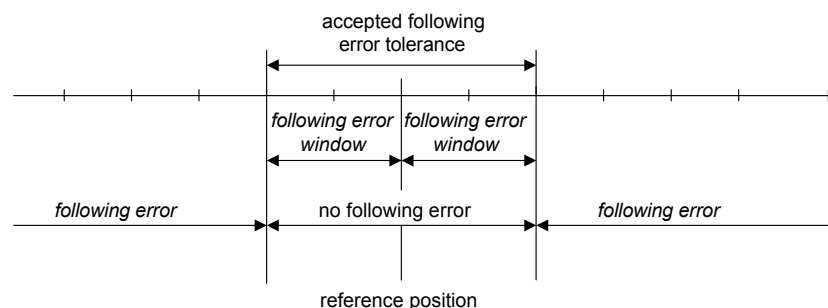 accepted following
error tolerance
following error
window
following error
window
following error
no following error
following error
reference position